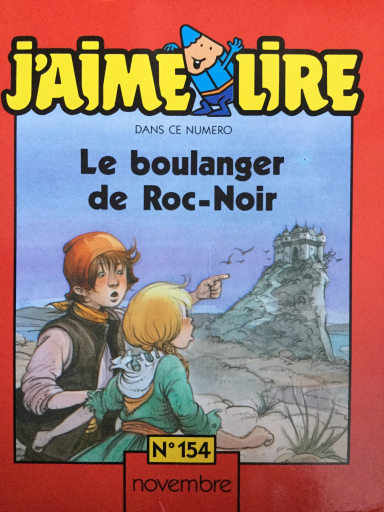 J'AIME LIRE
DANS CE NUMERO
Le boulanger
de Roc-Noir
N° 154
novembre